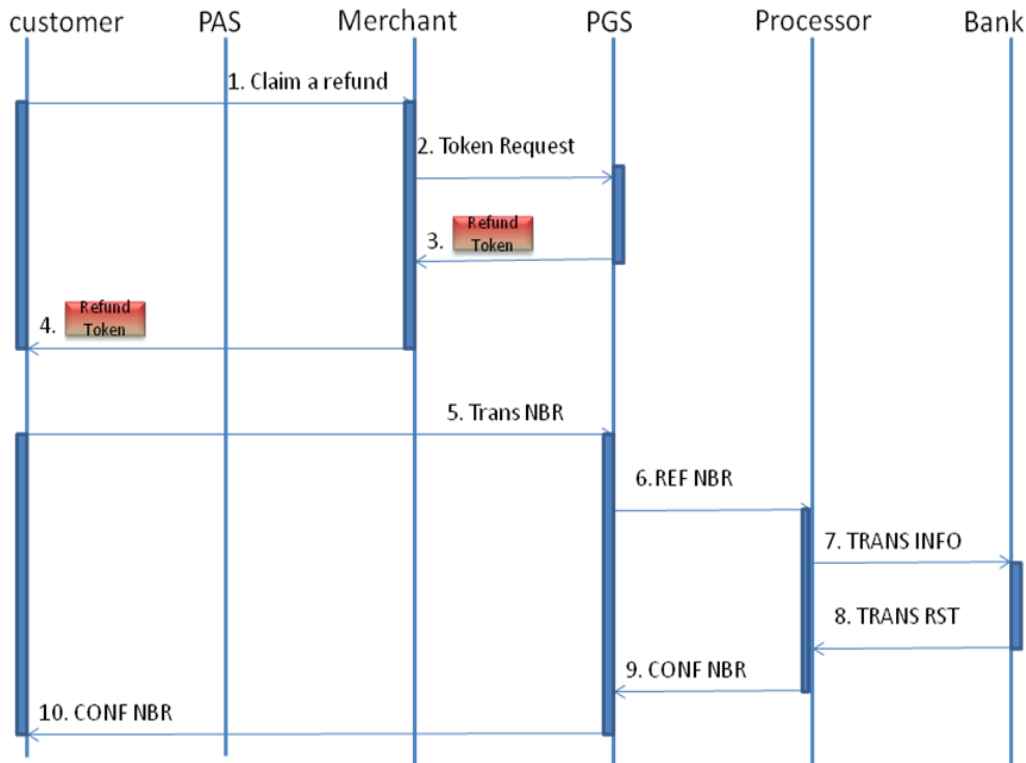 customer PAS Merchant PGS Processor Bank
1. Claim a refund
2. Token Request
3. Refund
Token
4. Refund
Token
5. Trans NBR
6.REF NBR
7. TRANS INFO
8. TRANS RST
9. CONF NBR
10. CONF NBR